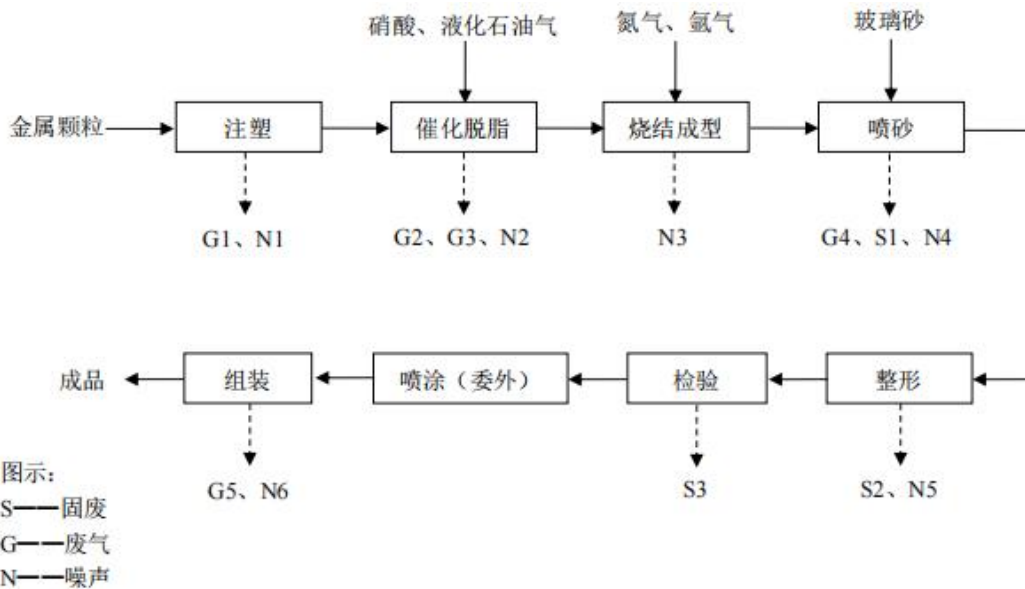 硝酸、液化石油气
氮气、氩气
玻璃砂
金属颗粒
注塑
催化脱脂
烧结成型
喷砂
G1、N1
G2、G3、N2
N3
G4、S1、N4
成品
组装
喷涂（委外）
检验
整形
G5、N6
S3
S2、N5
图示：
S——固废
G——废气
N——噪声